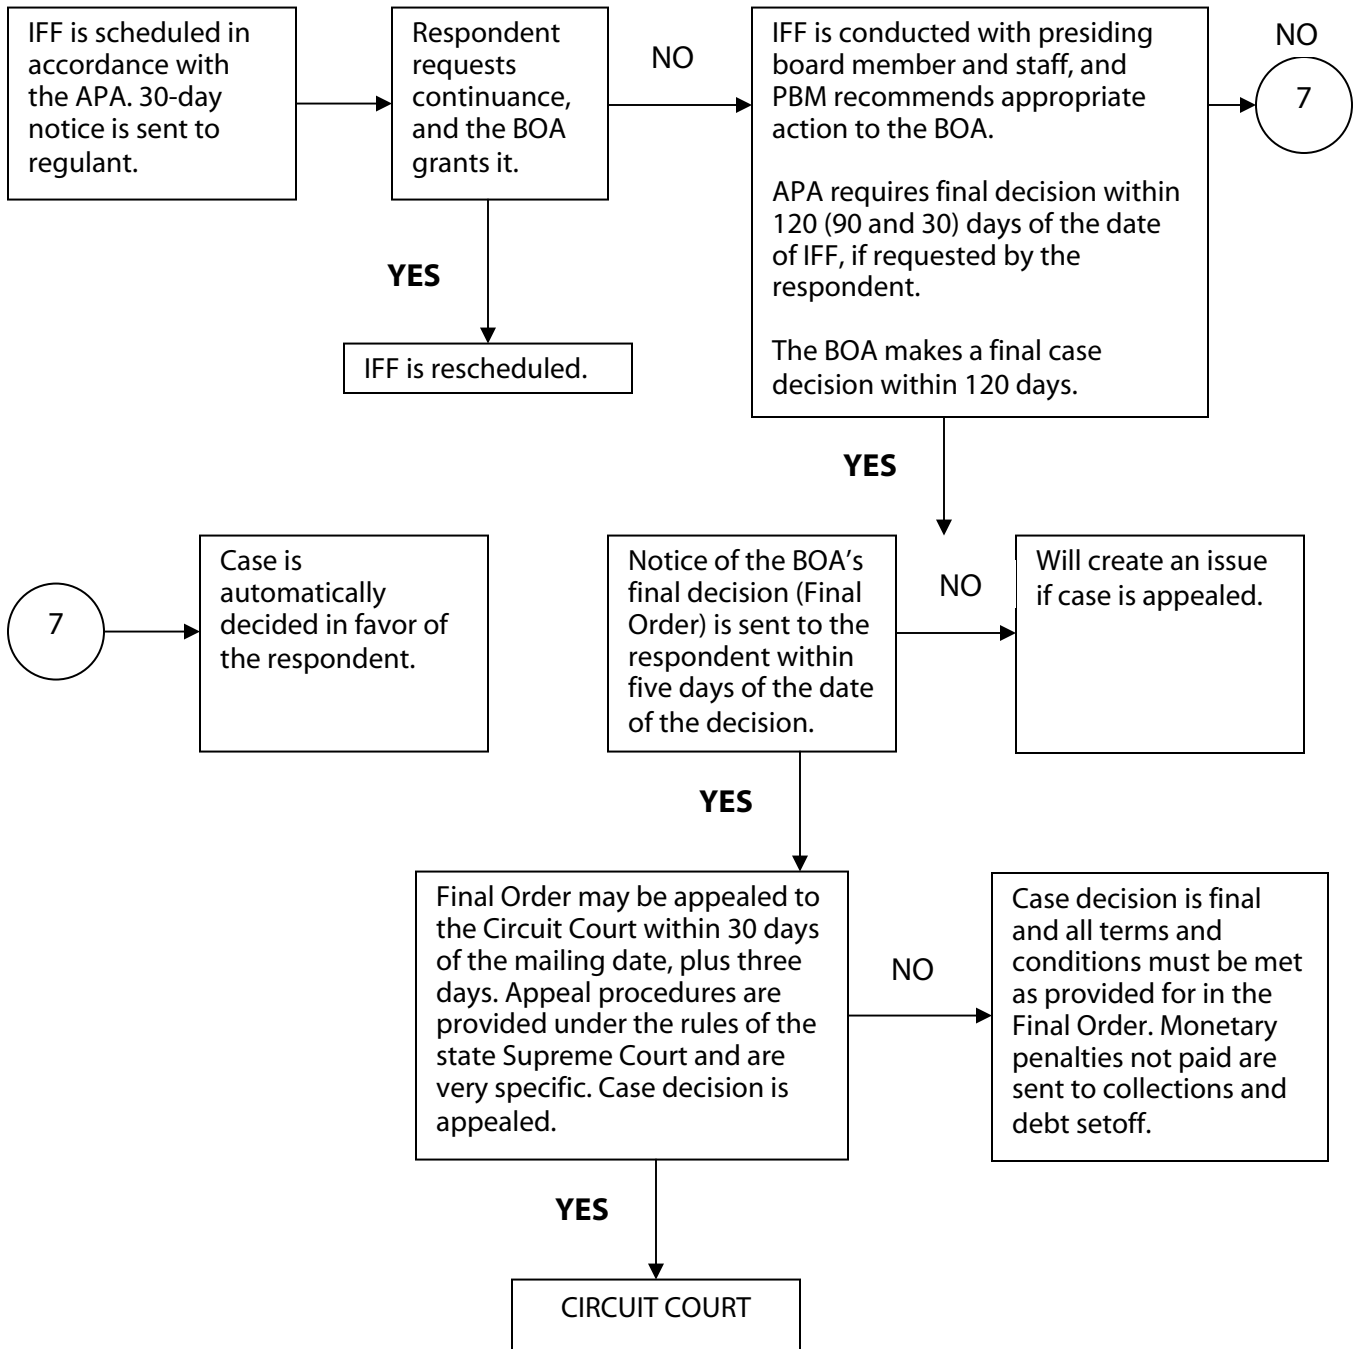 IFF is scheduled in
accordance with
the APA. 30-day
notice is sent to
regulant.
Respondent
requests
continuance,
and the BOA
grants it.
NO
IFF is conducted with presiding
board member and staff, and
PBM recommends appropriate
action to the BOA.
APA requires final decision within
120 (90 and 30) days of the date
of IFF, if requested by the
respondent.
The BOA makes a final case
decision within 120 days.
NO
7
YES
IFF is rescheduled.
YES
7
Case is
automatically
decided in favor of
the respondent.
Notice of the BOA’s
final decision (Final
Order) is sent to the
respondent within
five days of the date
of the decision.
NO
Will create an issue
if case is appealed.
YES
Final Order may be appealed to
the Circuit Court within 30 days
of the mailing date, plus three
days. Appeal procedures are
provided under the rules of the
state Supreme Court and are
very specific. Case decision is
appealed.
NO
Case decision is final
and all terms and
conditions must be met
as provided for in the
Final Order. Monetary
penalties not paid are
sent to collections and
debt setoff.
YES
CIRCUIT COURT